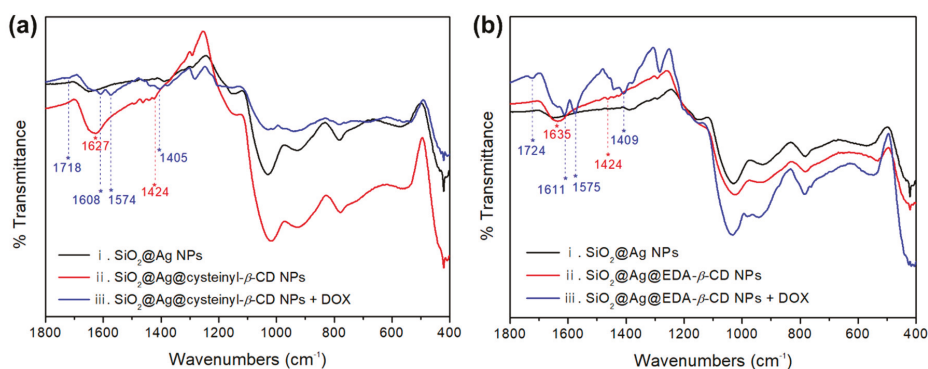 (a)
% Transmittance
1718
1608
1627
1574
1424
1405
i . SiO₂@Ag NPs
ii . SiO₂@Ag@cysteinyl-β-CD NPs
iii. SiO₂@Ag@cysteinyl-β-CD NPs + DOX
1800 1600 1400 1200 1000 800 600 400
Wavenumbers (cm⁻¹)
(b)
% Transmittance
1724
1635
1611
1575
1424
1409
i . SiO₂@Ag NPs
ii . SiO₂@Ag@EDA-β-CD NPs
iii. SiO₂@Ag@EDA-β-CD NPs + DOX
1800 1600 1400 1200 1000 800 600 400
Wavenumbers (cm⁻¹)